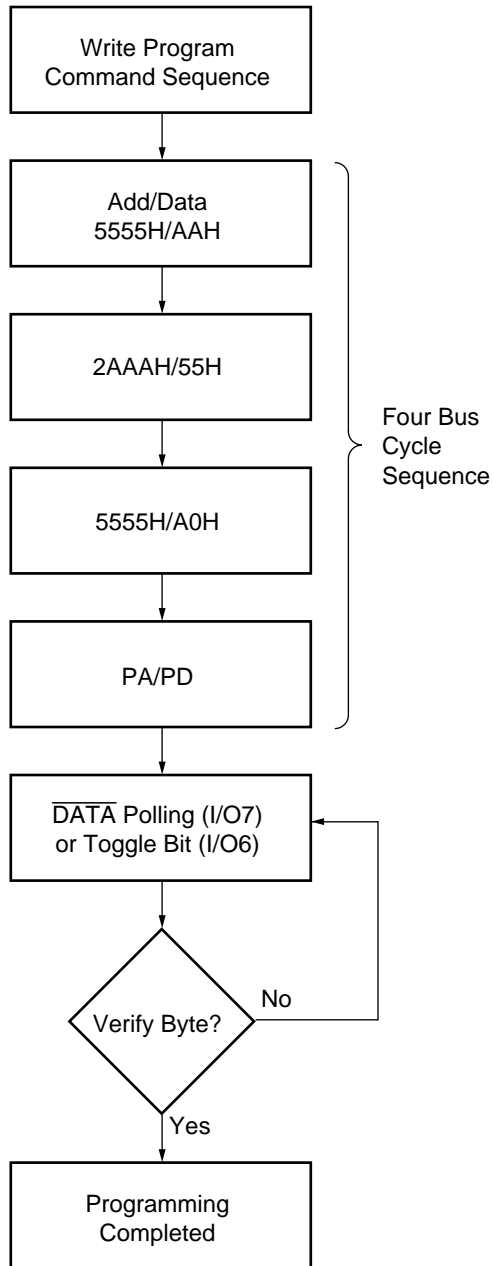 Write Program
Command Sequence
Add/Data
5555H/AAH
2AAAH/55H
Four Bus
Cycle
Sequence
5555H/A0H
PA/PD
DATA Polling (I/O7)
or Toggle Bit (I/O6)
No
Verify Byte?
Yes
Programming
Completed